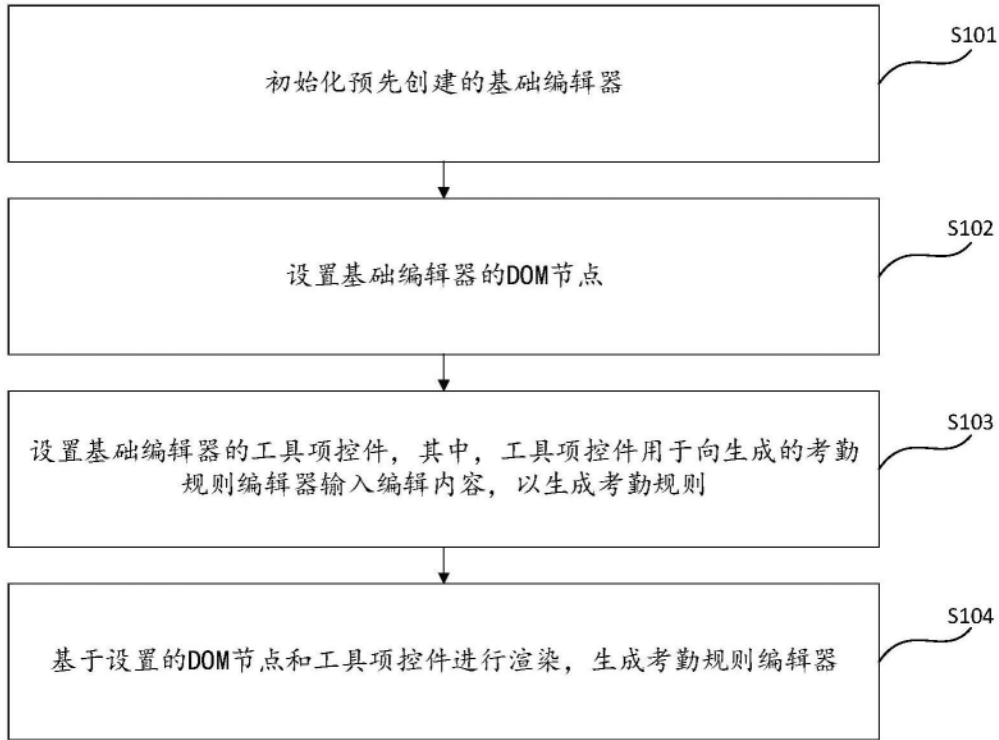 S101
初始化预先创建的基础编辑器
S102
设置基础编辑器的DOM节点
S103
设置基础编辑器的工具项控件，其中，工具项控件用于向生成的考勤
规则编辑器输入编辑内容，以生成考勤规则
S104
基于设置的DOM节点和工具项控件进行渲染，生成考勤规则编辑器